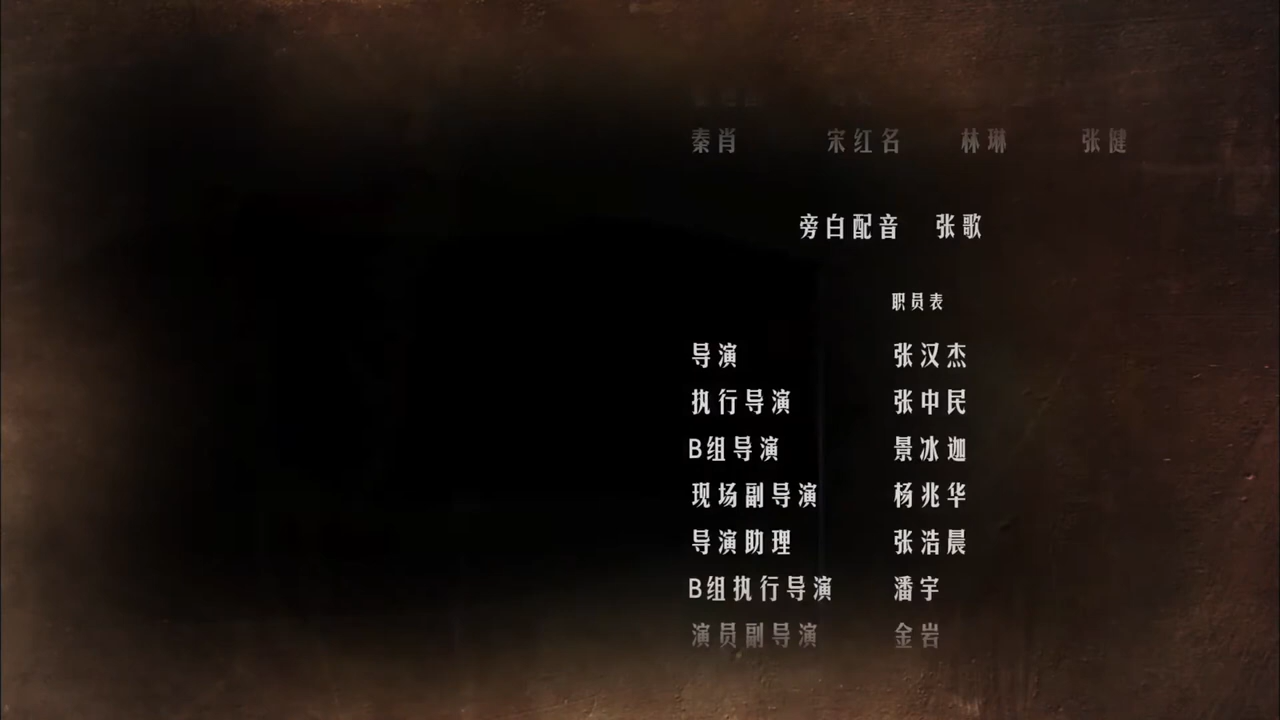 秦肖 宋红名 林琳 张健
旁白配音 张歌
职员表
导演 张汉杰
执行导演 张中民
B组导演 景冰迦
现场副导演 杨兆华
导演助理 张浩晨
B组执行导演 潘宇
演员副导演 金岩